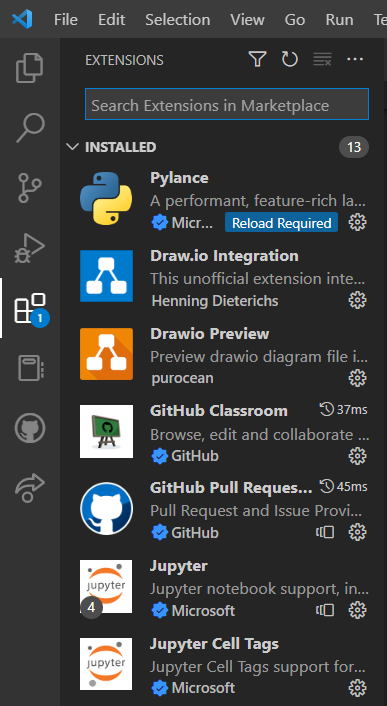 File Edit Selection View Go Run Te
EXTENSIONS
Search Extensions in Marketplace
INSTALLED 13
Pylance
A performant, feature-rich la...
Micr... Reload Required
Draw.io Integration
This unofficial extension inte...
Henning Dieterichs
1
Drawio Preview
Preview drawio diagram file i...
purocean
GitHub Classroom 37ms
Browse, edit and collaborate ...
GitHub
GitHub Pull Reques... 45ms
Pull Request and Issue Provi...
GitHub
Jupyter
jupyter
Jupyter notebook support, in...
4
Microsoft
Jupyter Cell Tags
jupyter
Jupyter Cell Tags support for...
Microsoft